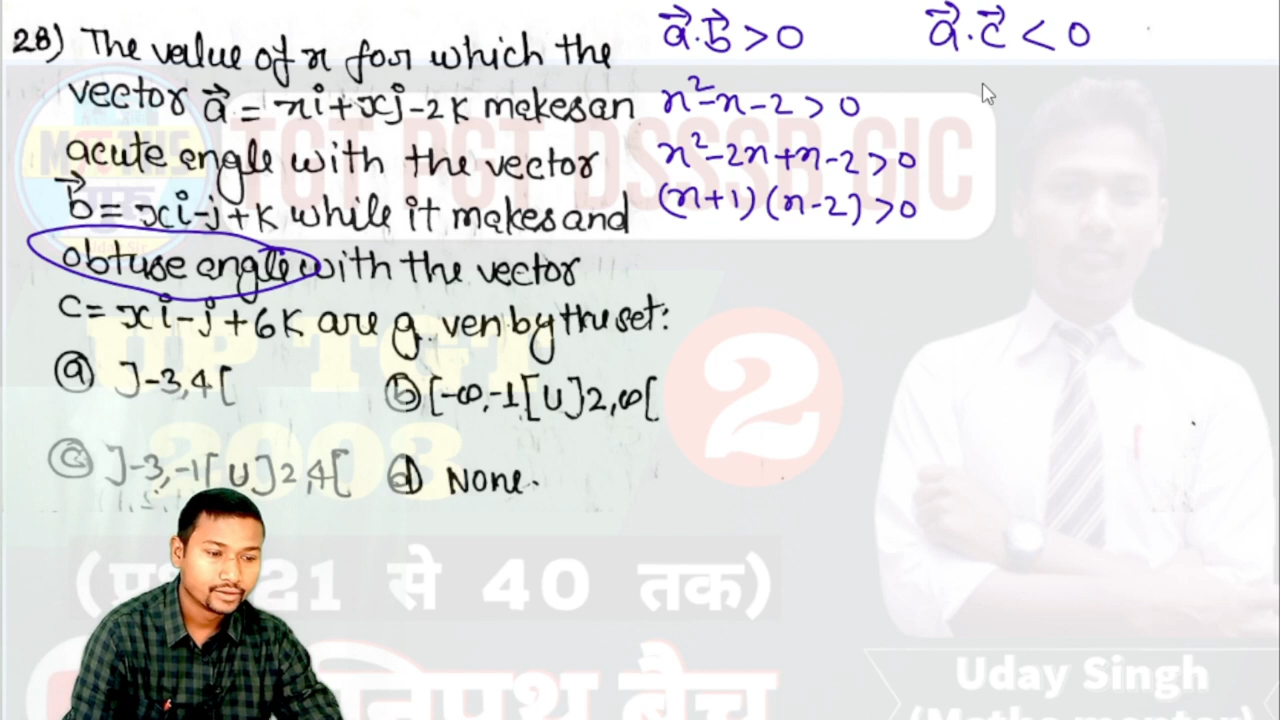 28) The value of x for which the
vector a⃗ = xi+xj-2k makes an
acute angle with the vector
b⃗ = xi-j+k while it makes and
obtuse angle with the vector
c = xi-j+6k are g ven by the set:
(a) ]-3,4[
(b) [-∞,-1[ U ]2,∞[
(c) ]-3,-1[ U ]2,4[
(d) None.
a⃗.b⃗ > 0
x²-x-2 > 0
x²-2x+x-2 > 0
(x+1)(x-2) > 0
a⃗.c⃗ < 0
TGT PGT DSSSB GIC
UP TGT
2003
2
21 से 40 तक)
बैच
Uday Singh